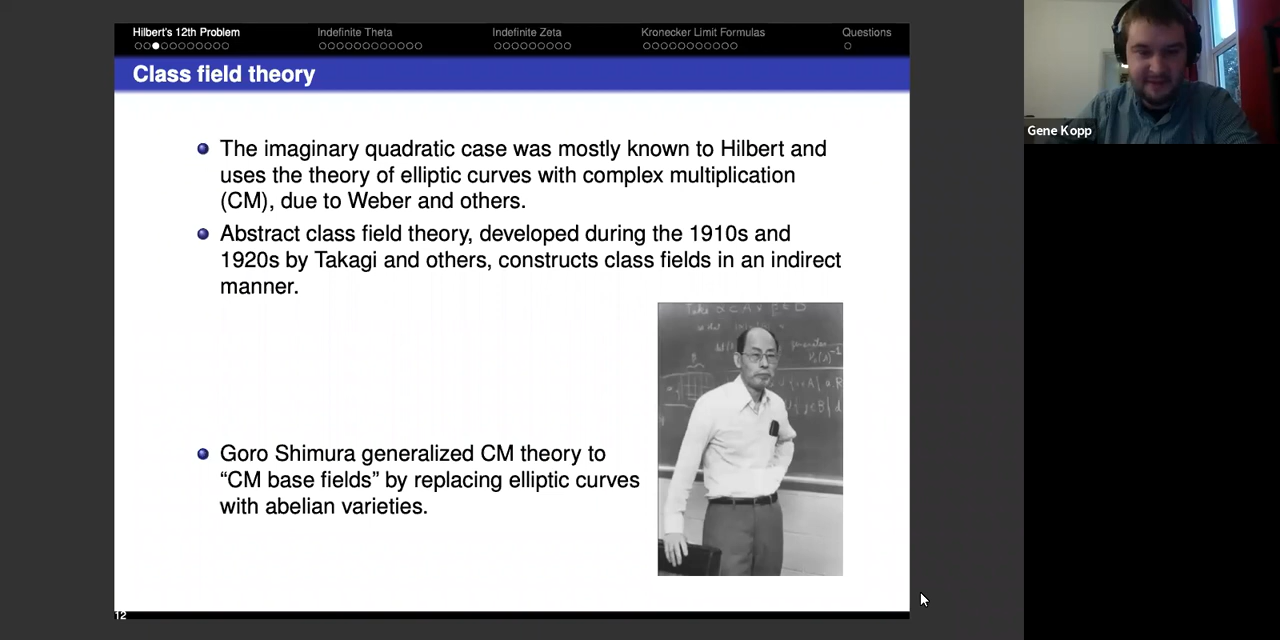 Hilbert's 12th Problem Indefinite Theta Indefinite Zeta Kronecker Limit Formulas Questions
Class field theory
The imaginary quadratic case was mostly known to Hilbert and
uses the theory of elliptic curves with complex multiplication
(CM), due to Weber and others.
Abstract class field theory, developed during the 1910s and
1920s by Takagi and others, constructs class fields in an indirect
manner.
Goro Shimura generalized CM theory to
“CM base fields” by replacing elliptic curves
with abelian varieties.
12
Gene Kopp